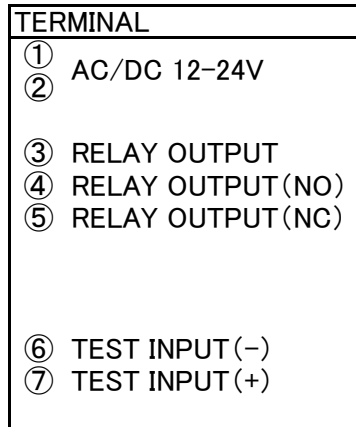 TERMINAL
①
② AC/DC 12-24V
③ RELAY OUTPUT
④ RELAY OUTPUT(NO)
⑤ RELAY OUTPUT(NC)
⑥ TEST INPUT(-)
⑦ TEST INPUT(+)